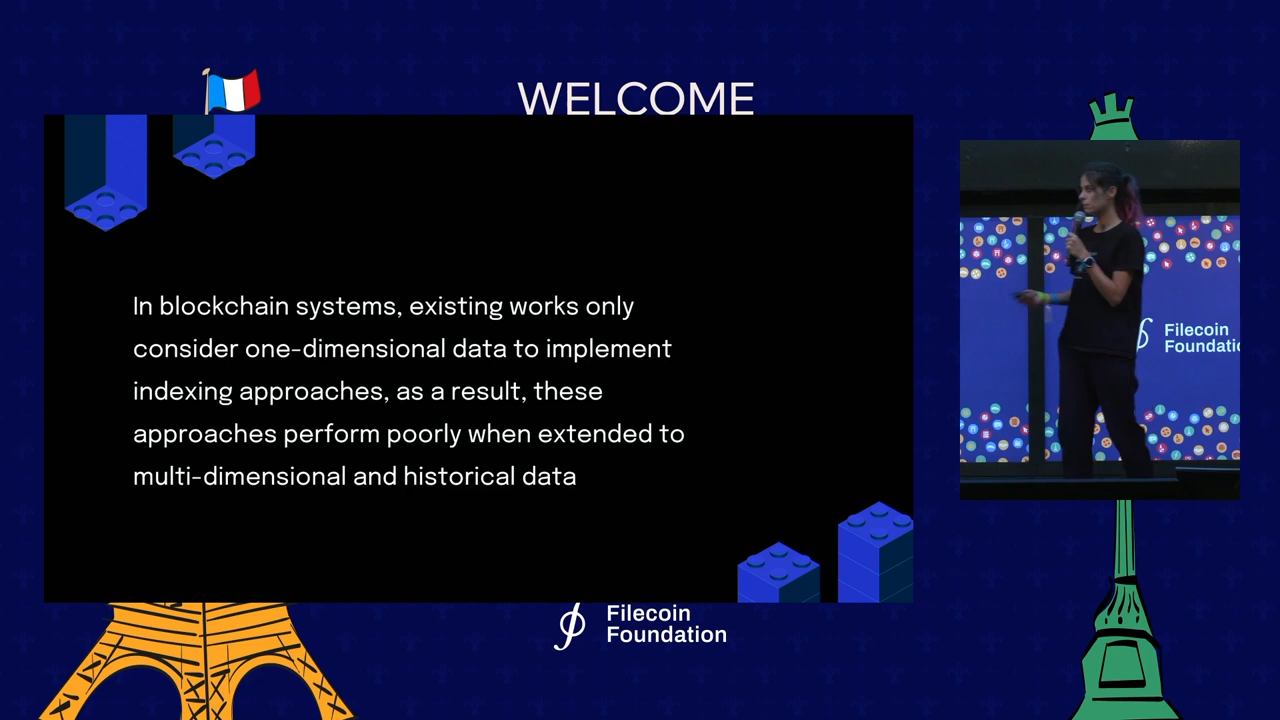 WELCOME
In blockchain systems, existing works only
consider one-dimensional data to implement
indexing approaches, as a result, these
approaches perform poorly when extended to
multi-dimensional and historical data
Filecoin
Foundatio
Filecoin
Foundation